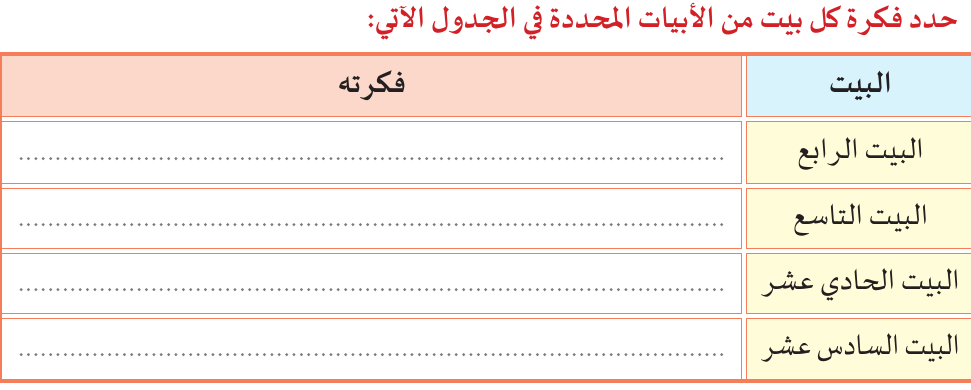 حدد فكرة كل بيت من الأبيات المحددة في الجدول الآتي:
البيت فكرته
البيت الرابع ........................................................................
البيت التاسع ........................................................................
البيت الحادي عشر ........................................................................
البيت السادس عشر ........................................................................